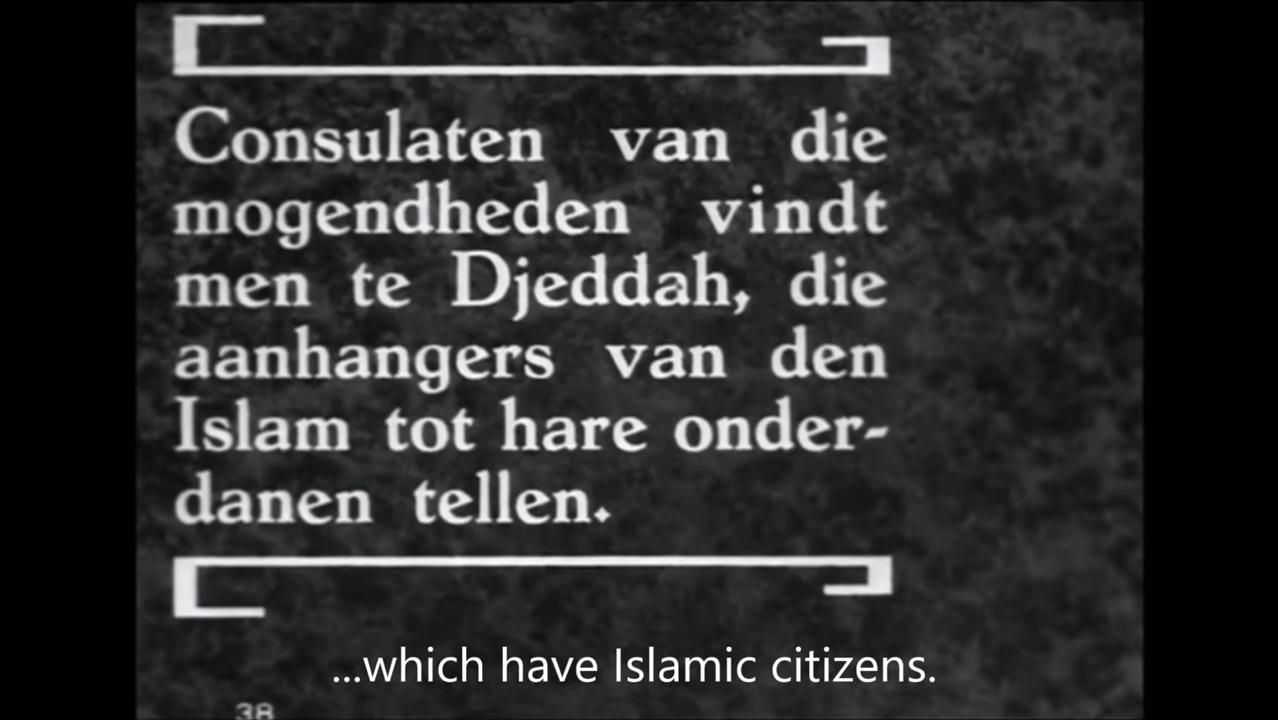 Consulaten van die
mogendheden vindt
men te Djeddah, die
aanhangers van den
Islam tot hare onder-
danen tellen.
...which have Islamic citizens.
38